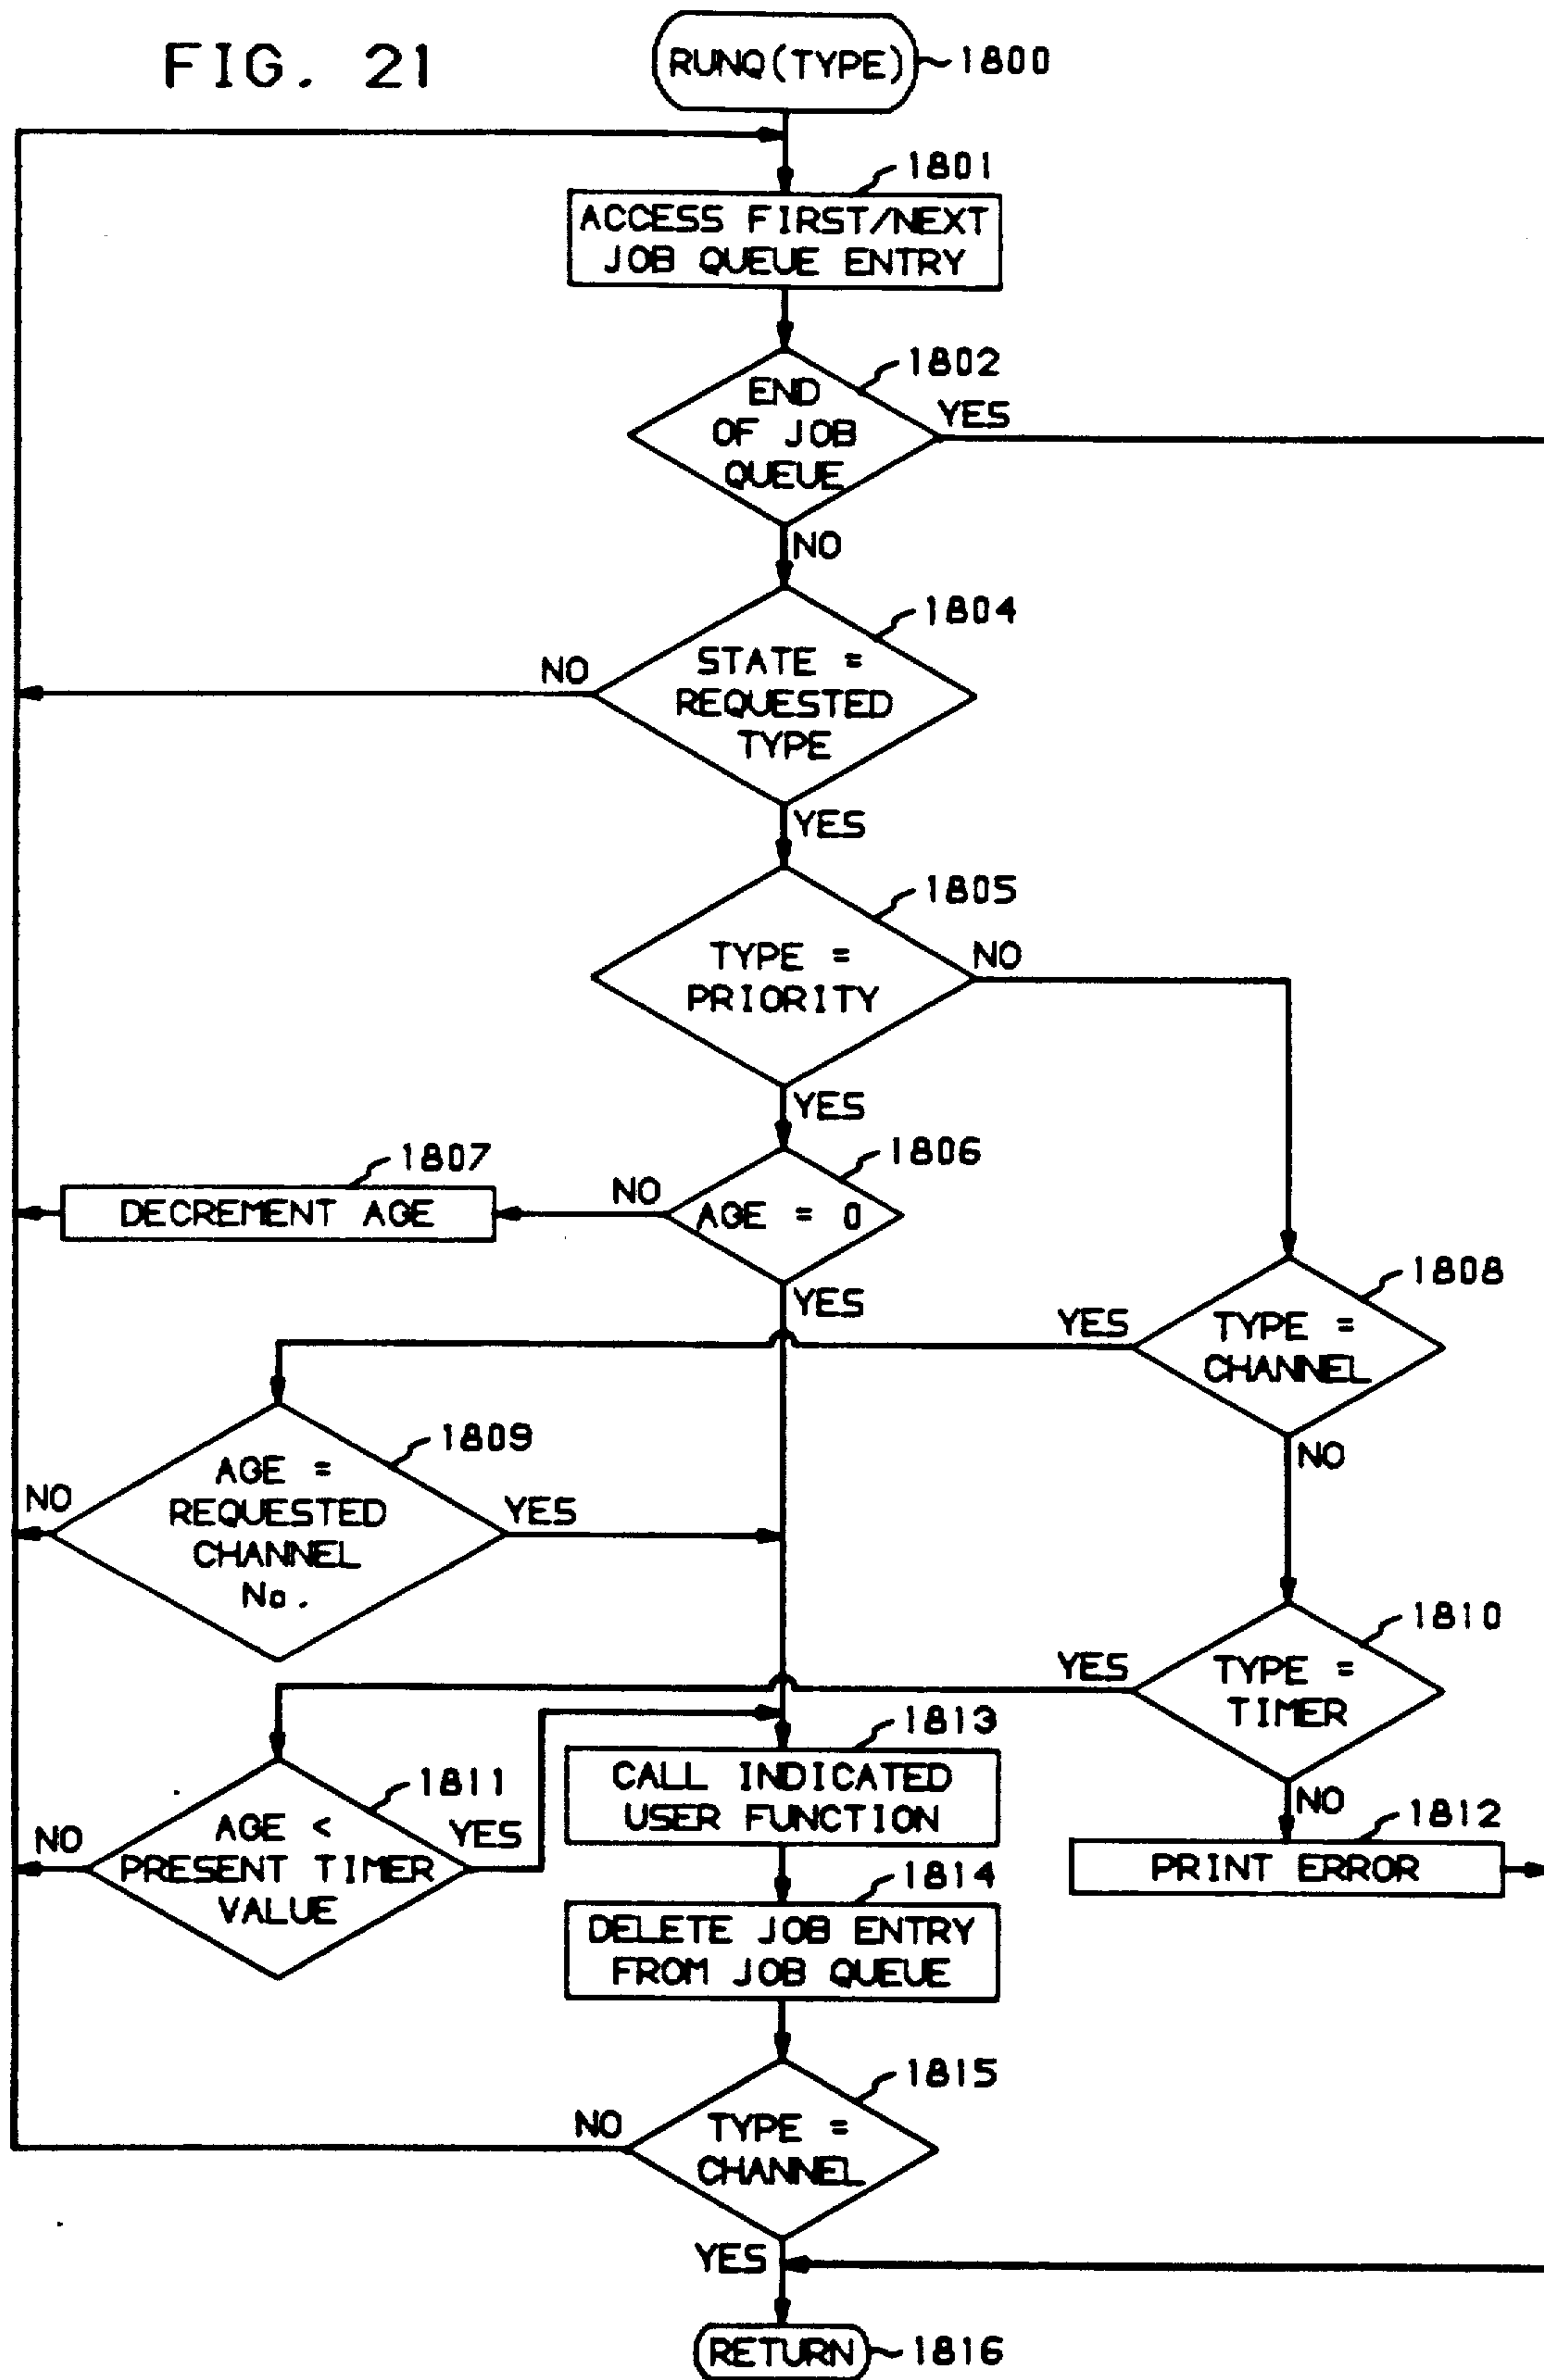 FIG. 21
RUNQ(TYPE)
1800
1801
ACCESS FIRST/NEXT
JOB QUEUE ENTRY
1802
END
OF JOB
QUEUE
YES
NO
1804
STATE =
REQUESTED
TYPE
NO
YES
1805
TYPE =
PRIORITY
NO
YES
1806
AGE = 0
NO
1807
DECREMENT AGE
YES
1808
TYPE =
CHANNEL
YES
NO
1809
AGE =
REQUESTED
CHANNEL
No.
NO
YES
1810
TYPE =
TIMER
YES
NO
1811
AGE <
PRESENT TIMER
VALUE
NO
YES
1812
PRINT ERROR
1813
CALL INDICATED
USER FUNCTION
1814
DELETE JOB ENTRY
FROM JOB QUEUE
1815
TYPE =
CHANNEL
NO
YES
RETURN
1816